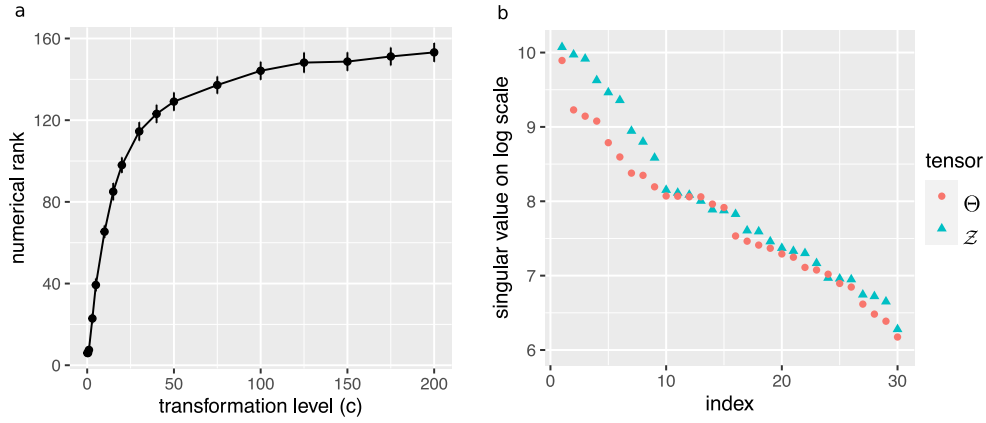 a
numerical rank
160
120
80
40
0
0
50
100
150
200
transformation level (c)
b
singular value on log scale
10
9
8
7
6
0
10
20
30
index
tensor
Θ
𝒵